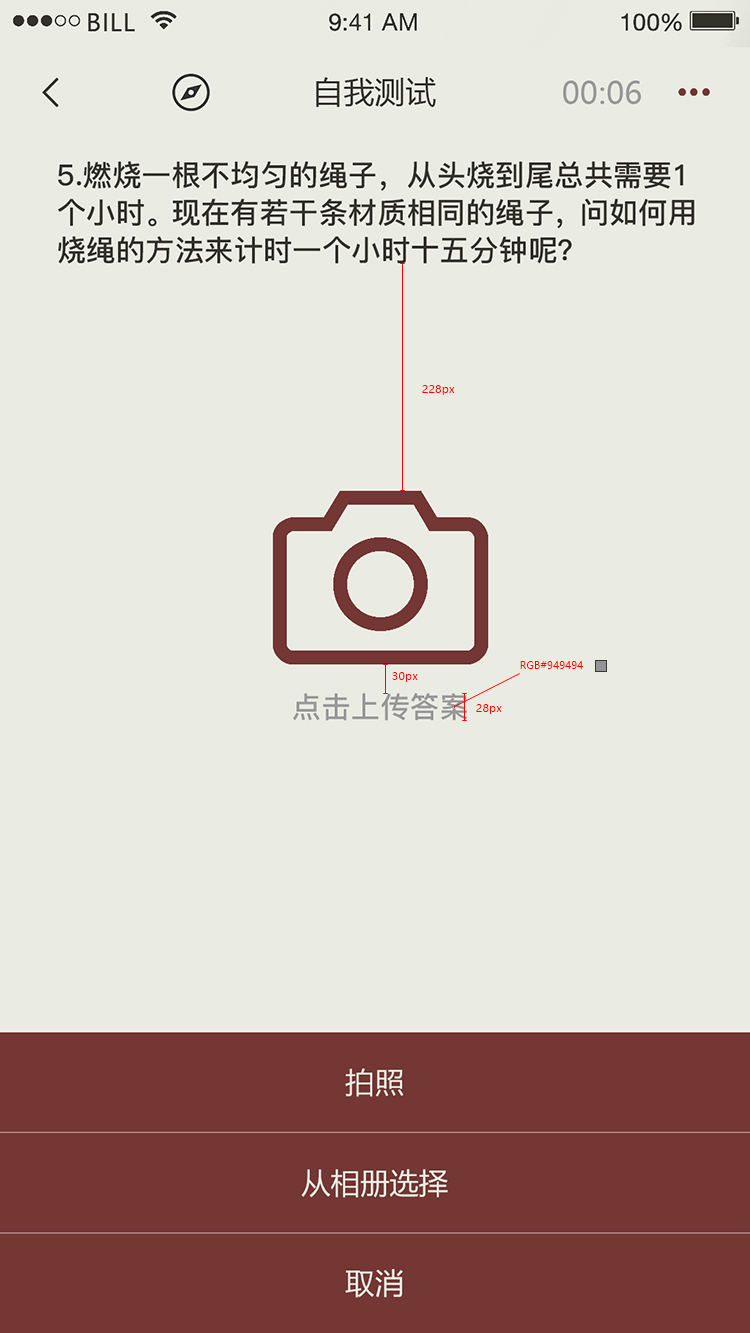 BILL 9:41 AM 100%
自我测试 00:06
5.燃烧一根不均匀的绳子，从头烧到尾总共需要1
个小时。现在有若干条材质相同的绳子，问如何用
烧绳的方法来计时一个小时十五分钟呢?
228px
RGB#949494
30px
点击上传答案 28px
拍照
从相册选择
取消